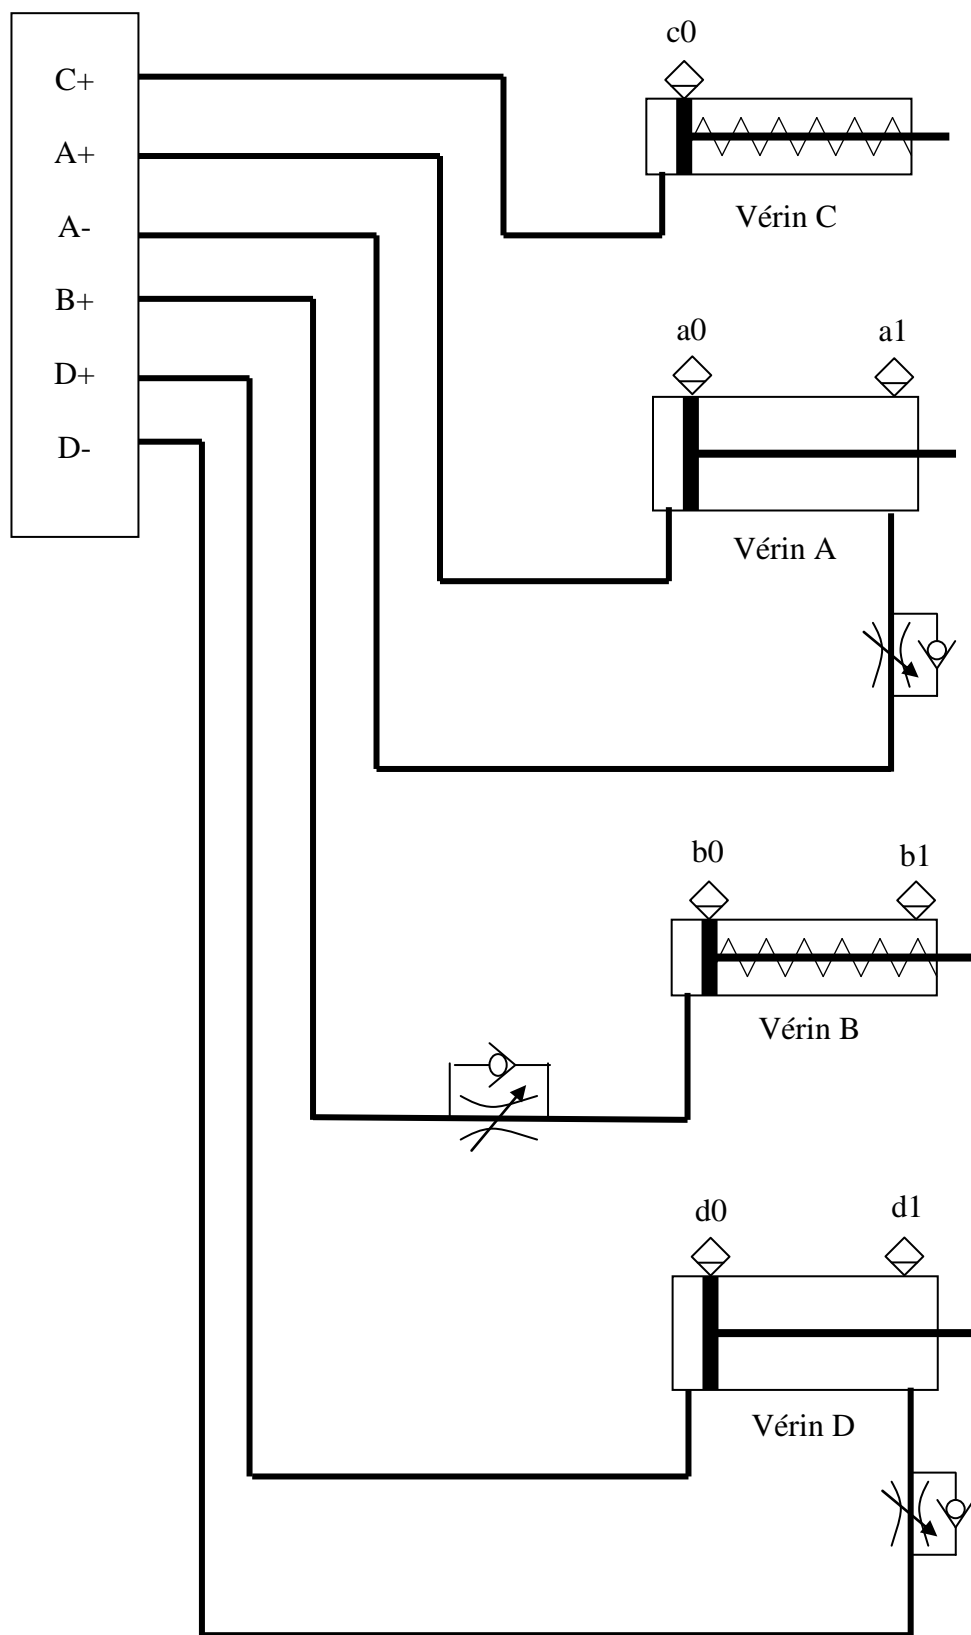 C+
A+
A-
B+
D+
D-
c0
Vérin C
a0 a1
Vérin A
b0 b1
Vérin B
d0 d1
Vérin D